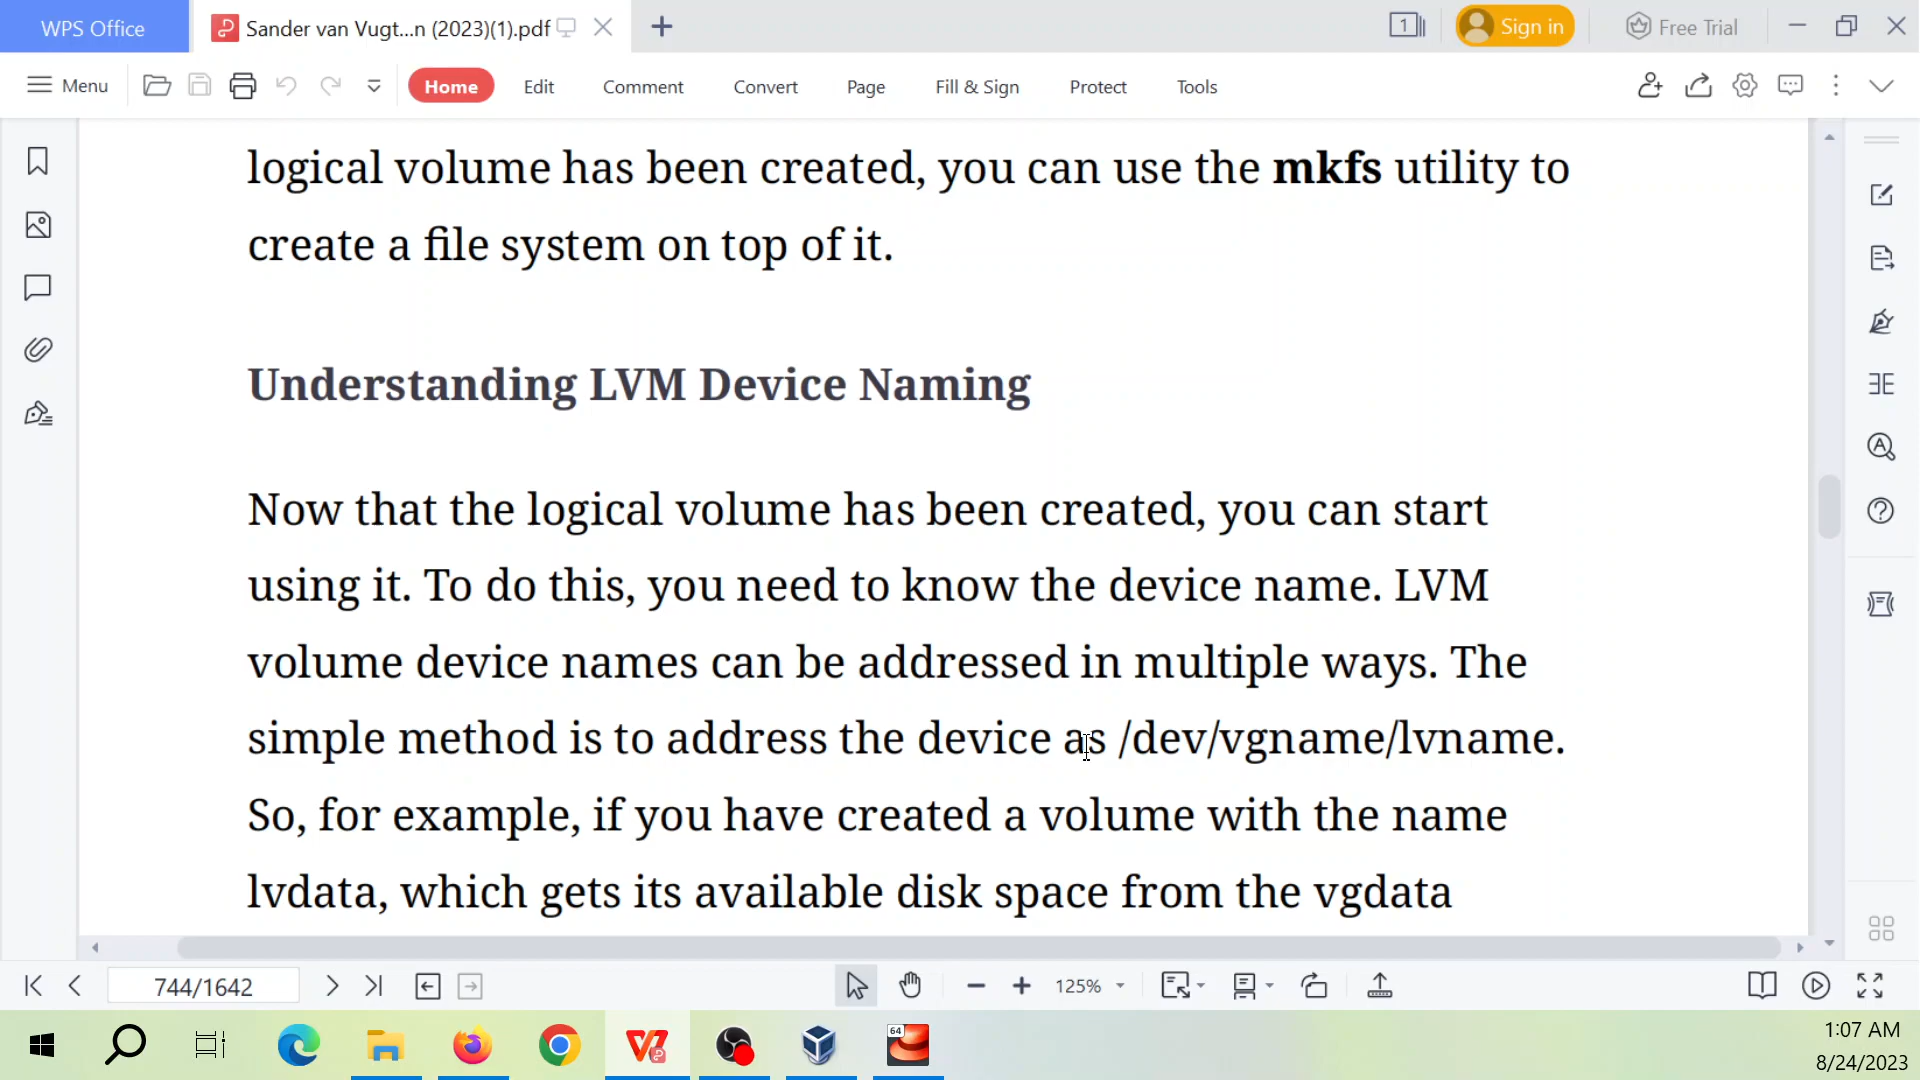 WPS Office
Sander van Vugt...n (2023)(1).pdf
1
Sign in
Free Trial
Menu
Home
Edit
Comment
Convert
Page
Fill & Sign
Protect
Tools
logical volume has been created, you can use the mkfs utility to
create a file system on top of it.
Understanding LVM Device Naming
Now that the logical volume has been created, you can start
using it. To do this, you need to know the device name. LVM
volume device names can be addressed in multiple ways. The
simple method is to address the device as /dev/vgname/lvname.
So, for example, if you have created a volume with the name
lvdata, which gets its available disk space from the vgdata
744/1642
125%
64
1:07 AM
8/24/2023